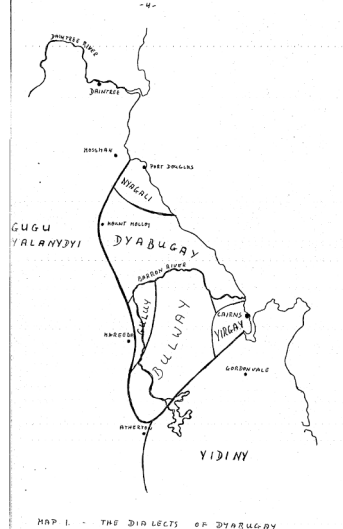 -4-
DAINTREE RIVER
DAINTREE
MOSSMAN
PORT DOUGLAS
NYAGALI
MOUNT MOLLOY
GUGU
YALANYDYI
DYABUGAY
BARRON RIVER
GULUY
CAIRNS
YIRGAY
MAREEBA
BULWAY
GORDONVALE
ATHERTON
YIDINY
MAP 1. - THE DIALECTS OF DYABUGAY